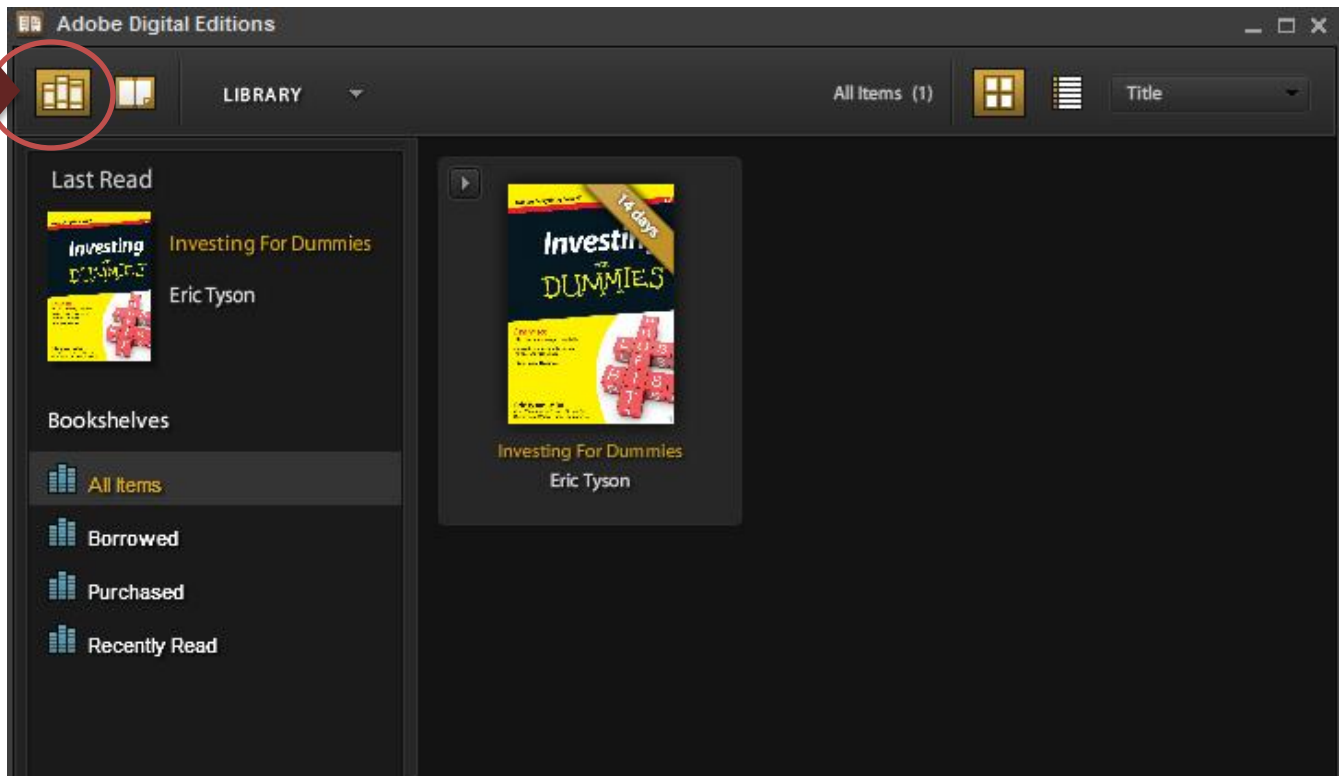 Adobe Digital Editions
LIBRARY
All Items (1)
Title
Last Read
Investing
DUMMIES
Investing For Dummies
Eric Tyson
Bookshelves
All Items
Borrowed
Purchased
Recently Read
14 days
DUMMIES
Investing For Dummies
Eric Tyson